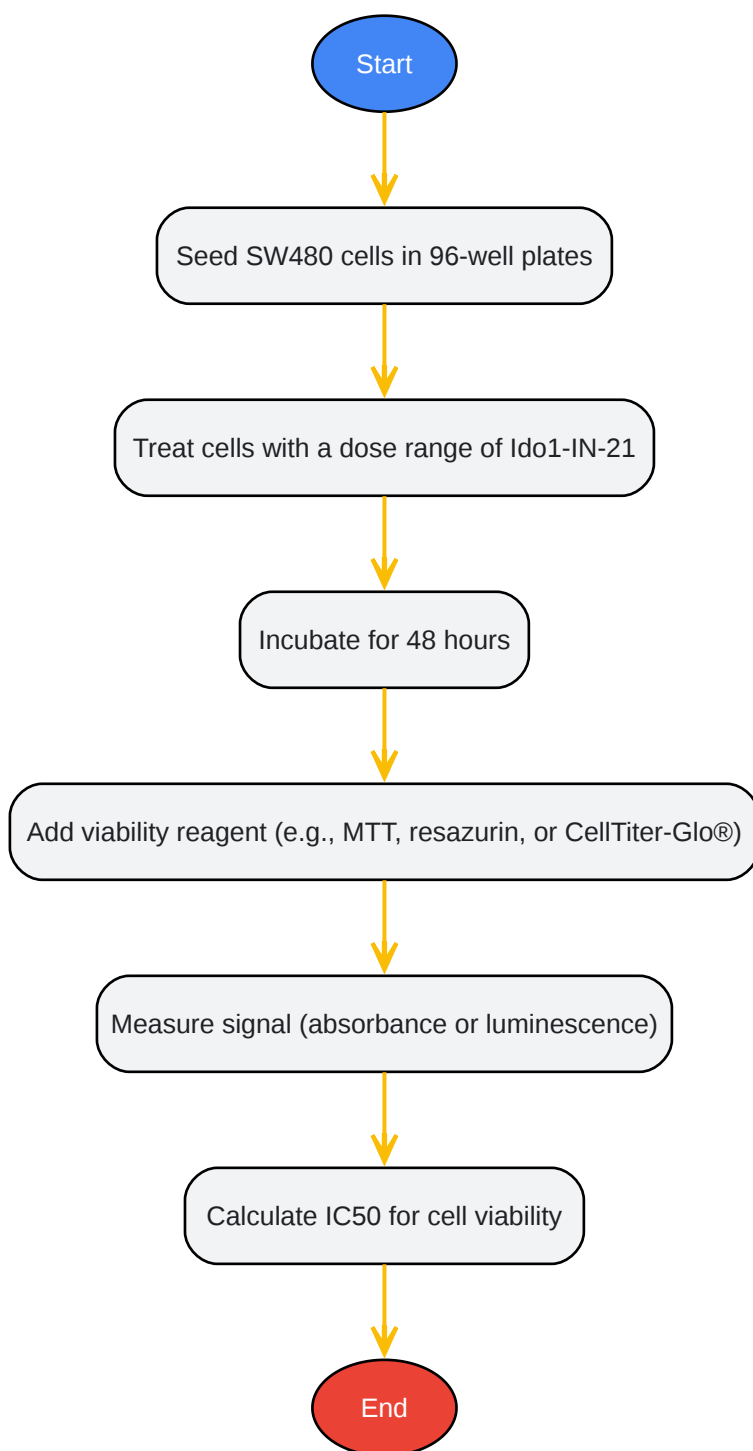 Start
Seed SW480 cells in 96-well plates
Treat cells with a dose range of Ido1-IN-21
Incubate for 48 hours
Add viability reagent (e.g., MTT, resazurin, or CellTiter-Glo®)
Measure signal (absorbance or luminescence)
Calculate IC50 for cell viability
End